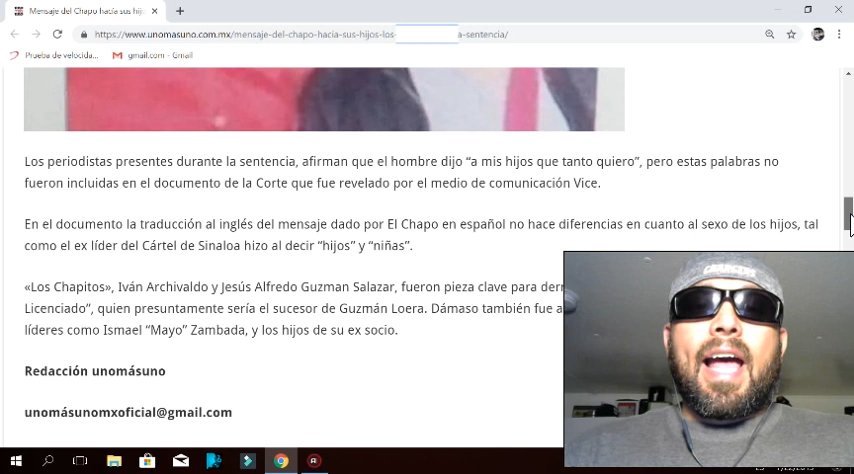 Mensaje del Chapo hacía sus hij
https://www.unomasuno.com.mx/mensaje-del-chapo-hacia-sus-hijos-los- a-sentencia/
Prueba de velocida... gmail.com - Gmail
Los periodistas presentes durante la sentencia, afirman que el hombre dijo “a mis hijos que tanto quiero”, pero estas palabras no
fueron incluidas en el documento de la Corte que fue revelado por el medio de comunicación Vice.
En el documento la traducción al inglés del mensaje dado por El Chapo en español no hace diferencias en cuanto al sexo de los hijos, tal
como el ex líder del Cártel de Sinaloa hizo al decir “hijos” y “niñas”.
«Los Chapitos», Iván Archivaldo y Jesús Alfredo Guzman Salazar, fueron pieza clave para
Licenciado”, quien presuntamente sería el sucesor de Guzmán Loera. Dámaso también fue
líderes como Ismael “Mayo” Zambada, y los hijos de su ex socio.
Redacción unomásuno
unomásunomxoficial@gmail.com